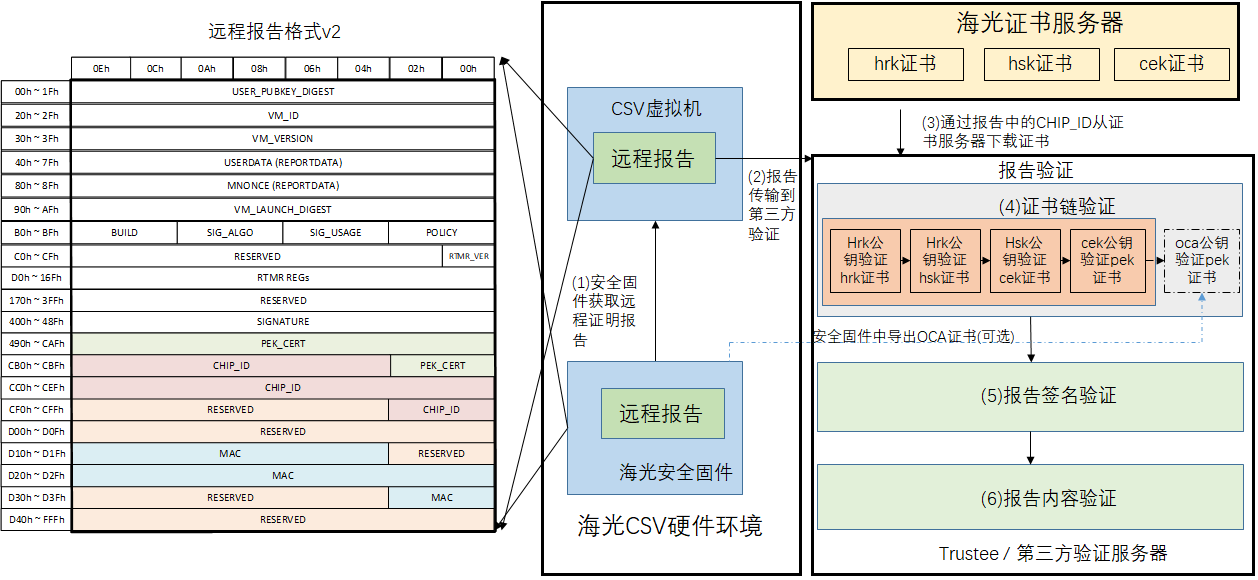 远程报告格式v2
0Eh 0Ch 0Ah 08h 06h 04h 02h 00h
00h ~ 1Fh USER_PUBKEY_DIGEST
20h ~ 2Fh VM_ID
30h ~ 3Fh VM_VERSION
40h ~ 7Fh USERDATA (REPORTDATA)
80h ~ 8Fh MNONCE (REPORTDATA)
90h ~ AFh VM_LAUNCH_DIGEST
B0h ~ BFh BUILD SIG_ALGO SIG_USAGE POLICY
C0h ~ CFh RESERVED RTMR_VER
D0h ~ 16Fh RTMR REGs
170h ~ 3FFh RESERVED
400h ~ 48Fh SIGNATURE
490h ~ CAFh PEK_CERT
CB0h ~ CBFh CHIP_ID PEK_CERT
CC0h ~ CEFh CHIP_ID
CF0h ~ CFFh RESERVED CHIP_ID
D00h ~ D0Fh RESERVED
D10h ~ D1Fh MAC RESERVED
D20h ~ D2Fh MAC
D30h ~ D3Fh RESERVED MAC
D40h ~ FFFh RESERVED
CSV虚拟机
远程报告
(1)安全固
件获取远
程证明报
告
远程报告
海光安全固件
海光CSV硬件环境
(2)报告
传输到
第三方
验证
海光证书服务器
hrk证书 hsk证书 cek证书
(3)通过报告中的CHIP_ID从证
书服务器下载证书
报告验证
(4)证书链验证
Hrk公
钥验证
hrk证书
Hrk公
钥验证
hsk证书
Hsk公
钥验证
cek证书
cek公钥
验证pek
证书
oca公钥
验证pek
证书
安全固件中导出OCA证书(可选)
(5)报告签名验证
(6)报告内容验证
Trustee / 第三方验证服务器